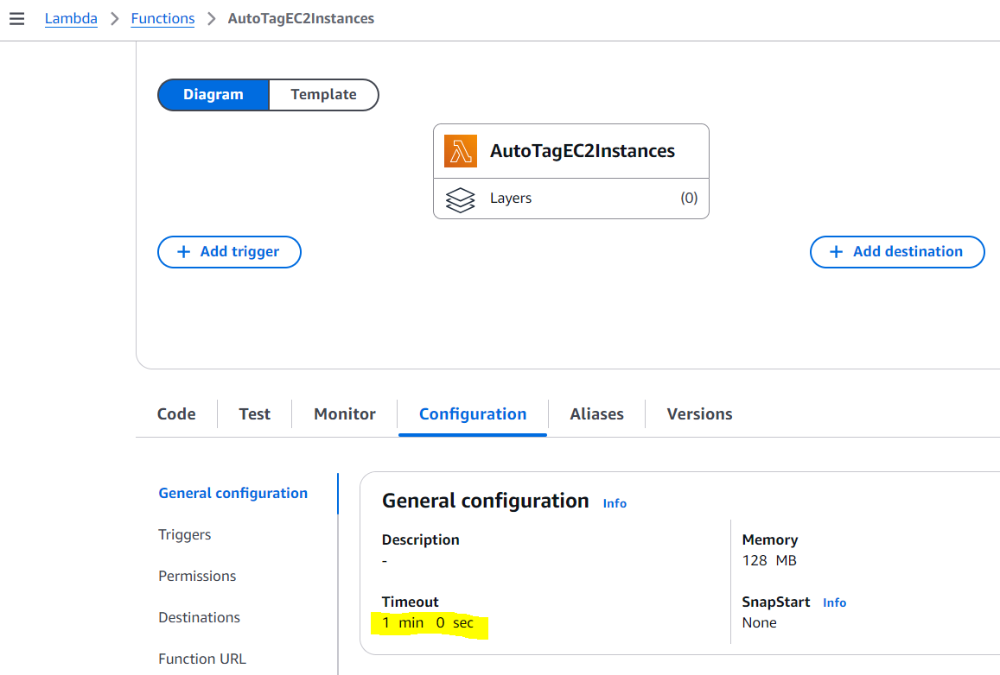 Lambda > Functions > AutoTagEC2Instances
Diagram Template
AutoTagEC2Instances
Layers (0)
+ Add trigger + Add destination
Code Test Monitor Configuration Aliases Versions
General configuration
Triggers
Permissions
Destinations
Function URL
General configuration Info
Description
-
Memory
128 MB
Timeout
1 min 0 sec
SnapStart Info
None